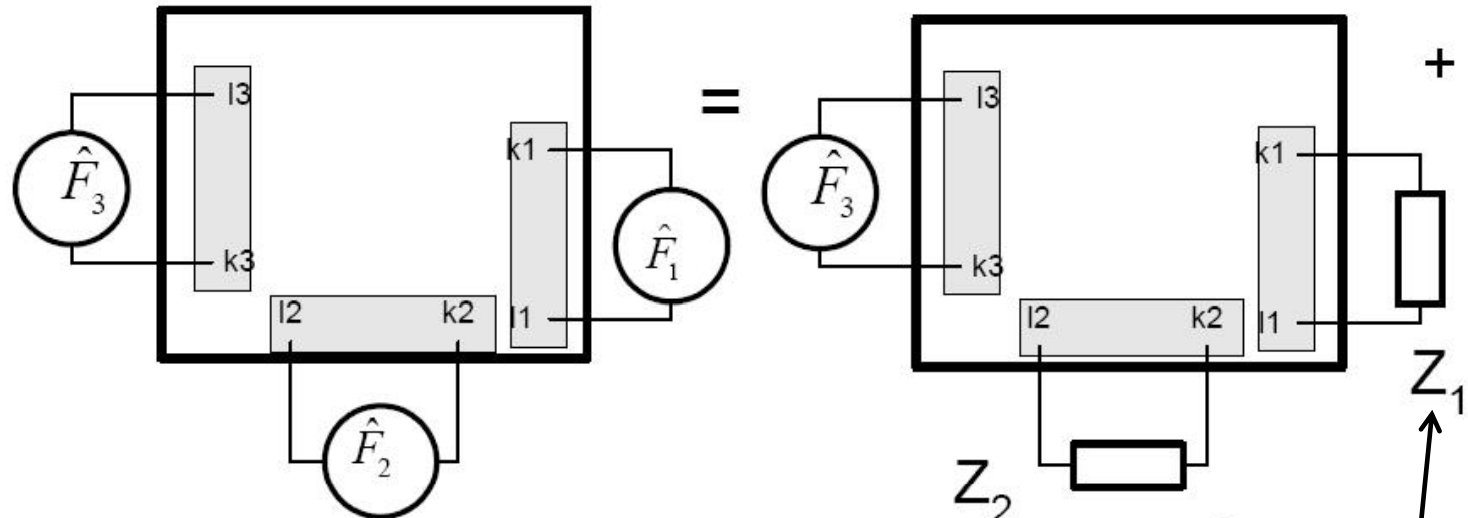 l3
k3
l2
k2
k1
l1
F̂₃
F̂₂
F̂₁
=
l3
k3
l2
k2
k1
l1
F̂₃
Z₂
Z₁
+